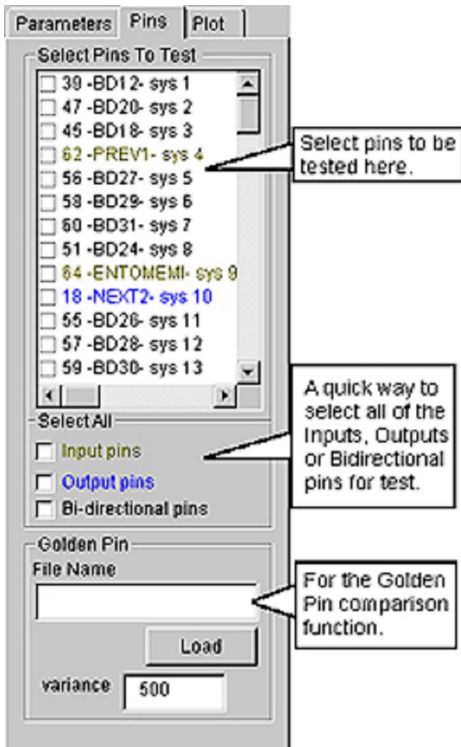 Parameters Pins Plot
Select Pins To Test
39 -BD12- sys 1
47 -BD20- sys 2
45 -BD18- sys 3
62 -PREV1- sys 4
56 -BD27- sys 5
58 -BD29- sys 6
60 -BD31- sys 7
51 -BD24- sys 8
64 -ENTOMEMI- sys 9
18 -NEXT2- sys 10
55 -BD26- sys 11
57 -BD28- sys 12
59 -BD30- sys 13
Select pins to be
tested here.
Select All
Input pins
Output pins
Bi-directional pins
A quick way to
select all of the
Inputs, Outputs
or Bidirectional
pins for test.
Golden Pin
File Name
Load
variance 500
For the Golden
Pin comparison
function.